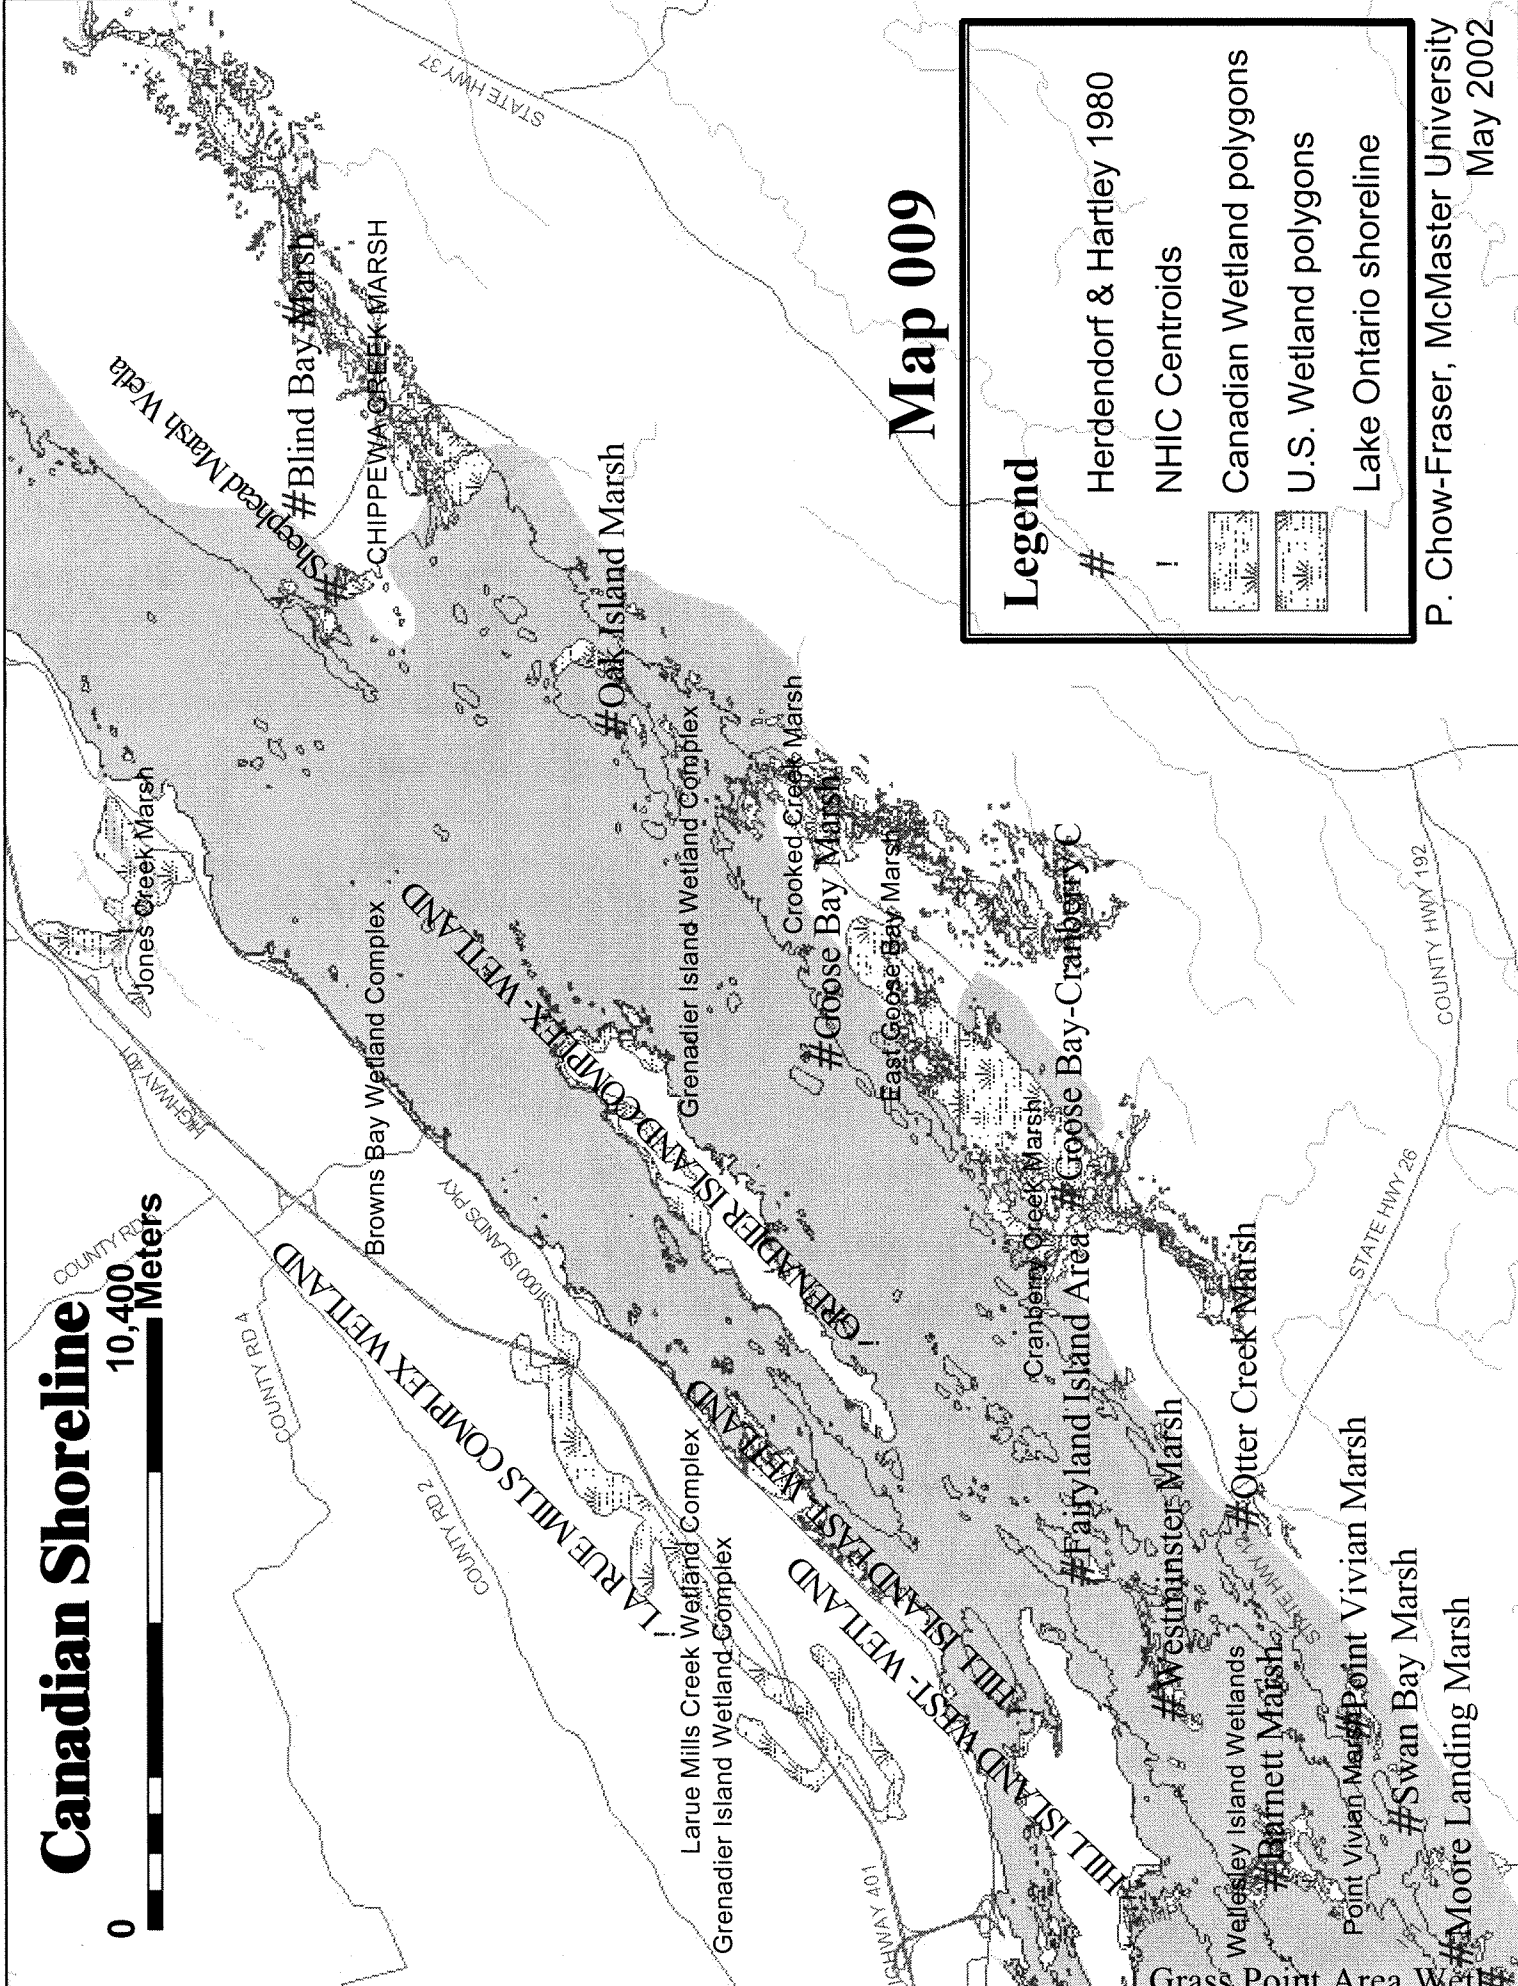 Canadian Shoreline
0
10,400
Meters
COUNTY RD
COUNTY RD 4
COUNTY RD 2
HIGHWAY 401
1000 ISLANDS PKY
Jones Creek Marsh
Browns Bay Wetland Complex
LARUE MILLS COMPLEX WETLAND
!
Larue Mills Creek Wetland Complex
Grenadier Island Wetland Complex
HILL ISLAND EAST- WETLAND
HILL ISLAND WEST- WETLAND
GRENADIER ISLAND COMPLEX- WETLAND
!
Grenadier Island Wetland Complex
#Sheephead Marsh Wetla
#Blind Bay Marsh
#
CHIPPEWA CREEK MARSH
#Oak Island Marsh
Crooked Creek Marsh
#Goose Bay Marsh
East Goose Bay Marsh
#Goose Bay-Cranberry C
Cranberry Creek Marsh
#Fairyland Island Area
#Westminster Marsh
#Otter Creek Marsh
Wellesley Island Wetlands
#Barnett Marsh
#Point Vivian Marsh
Point Vivian Marsh
#Swan Bay Marsh
#Moore Landing Marsh
Grass Point Area
STATE HWY 37
COUNTY HWY 192
STATE HWY 26
STATE HWY 12
HIGHWAY 401
Map 009
Legend
# Herdendorf & Hartley 1980
! NHIC Centroids
Canadian Wetland polygons
U.S. Wetland polygons
Lake Ontario shoreline
P. Chow-Fraser, McMaster University
May 2002